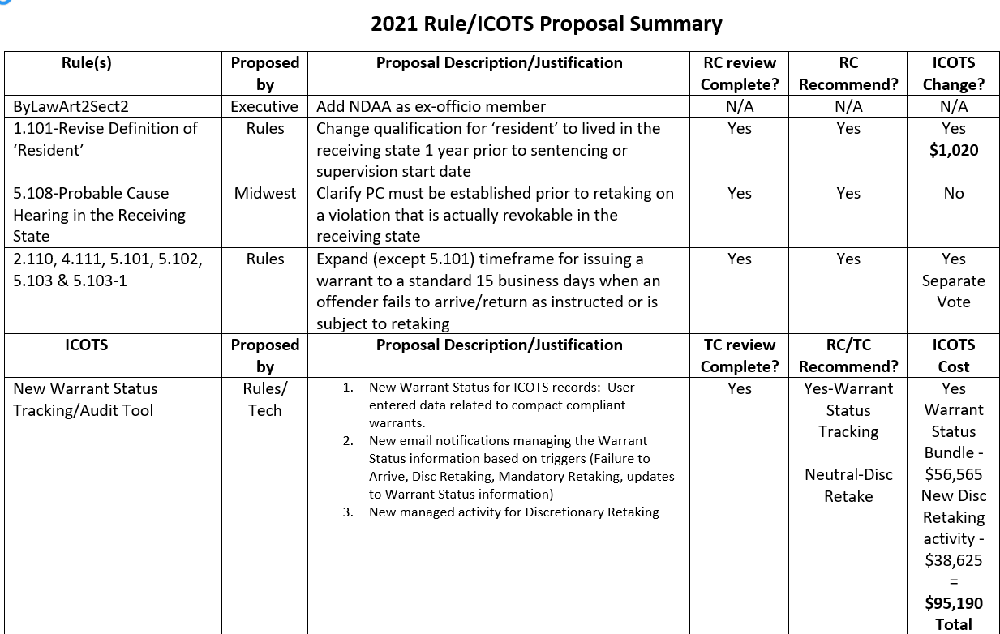 2021 Rule/ICOTS Proposal Summary
Rule(s)
Proposed
by
Proposal Description/Justification
RC review
Complete?
RC
Recommend?
ICOTS
Change?
ByLawArt2Sect2
Executive
Add NDAA as ex-officio member
N/A
N/A
N/A
1.101-Revise Definition of
‘Resident’
Rules
Change qualification for ‘resident’ to lived in the
receiving state 1 year prior to sentencing or
supervision start date
Yes
Yes
Yes
$1,020
5.108-Probable Cause
Hearing in the Receiving
State
Midwest
Clarify PC must be established prior to retaking on
a violation that is actually revokable in the
receiving state
Yes
Yes
No
2.110, 4.111, 5.101, 5.102,
5.103 & 5.103-1
Rules
Expand (except 5.101) timeframe for issuing a
warrant to a standard 15 business days when an
offender fails to arrive/return as instructed or is
subject to retaking
Yes
Yes
Yes
Separate
Vote
ICOTS
Proposed
by
Proposal Description/Justification
TC review
Complete?
RC/TC
Recommend?
ICOTS
Cost
New Warrant Status
Tracking/Audit Tool
Rules/
Tech
1. New Warrant Status for ICOTS records: User
entered data related to compact compliant
warrants.
2. New email notifications managing the Warrant
Status information based on triggers (Failure to
Arrive, Disc Retaking, Mandatory Retaking, updates
to Warrant Status information)
3. New managed activity for Discretionary Retaking
Yes
Yes-Warrant
Status
Tracking
Neutral-Disc
Retake
Yes
Warrant
Status
Bundle -
$56,565
New Disc
Retaking
activity -
$38,625
=
$95,190
Total